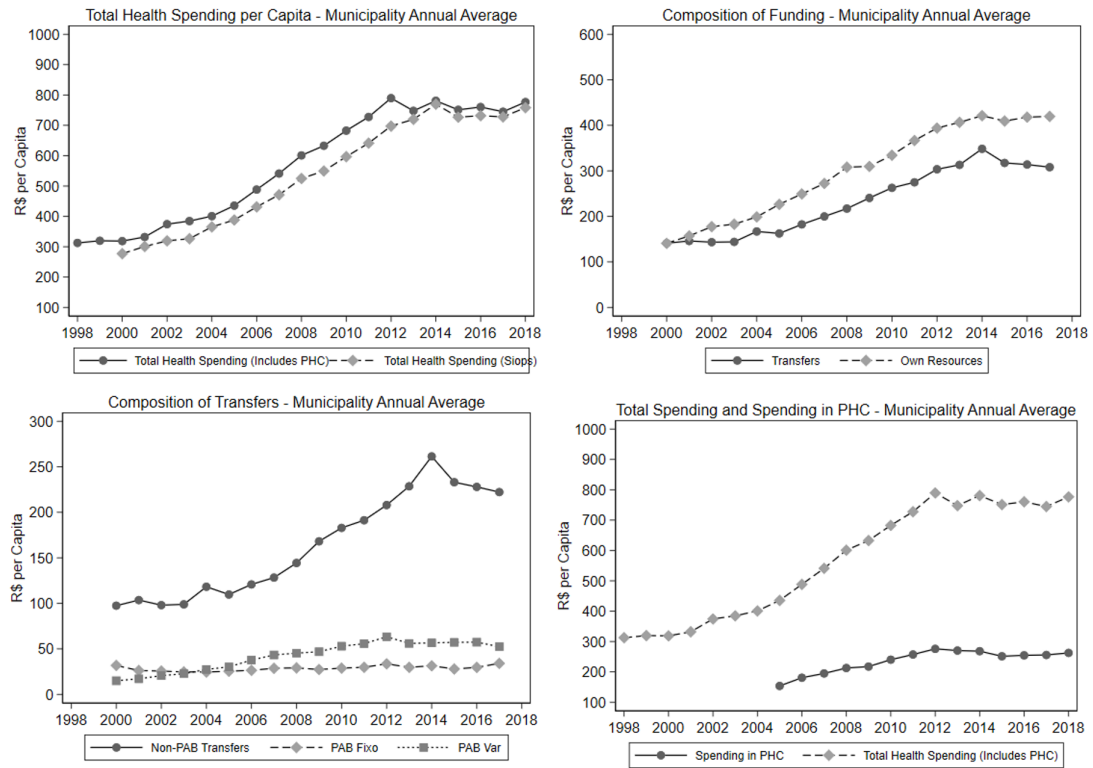 Total Health Spending per Capita - Municipality Annual Average
R$ per Capita
1000
900
800
700
600
500
400
300
200
100
1998 2000 2002 2004 2006 2008 2010 2012 2014 2016 2018
Total Health Spending (Includes PHC) Total Health Spending (Siops)
Composition of Funding - Municipality Annual Average
R$ per Capita
600
500
400
300
200
100
0
1998 2000 2002 2004 2006 2008 2010 2012 2014 2016 2018
Transfers Own Resources
Composition of Transfers - Municipality Annual Average
R$ per Capita
300
250
200
150
100
50
0
1998 2000 2002 2004 2006 2008 2010 2012 2014 2016 2018
Non-PAB Transfers PAB Fixo PAB Var
Total Spending and Spending in PHC - Municipality Annual Average
R$ per Capita
1000
900
800
700
600
500
400
300
200
100
1998 2000 2002 2004 2006 2008 2010 2012 2014 2016 2018
Spending in PHC Total Health Spending (Includes PHC)